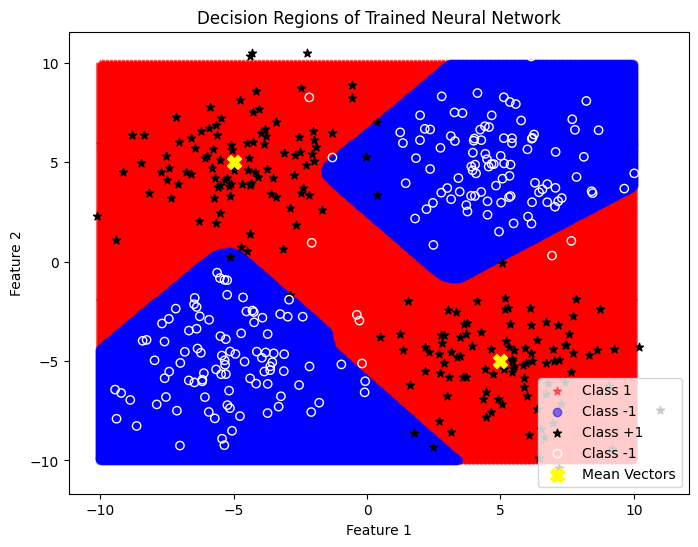 Decision Regions of Trained Neural Network
10
5
0
−5
−10
Feature 2
−10
−5
0
5
10
Feature 1
Class 1
Class -1
Class +1
Class -1
Mean Vectors